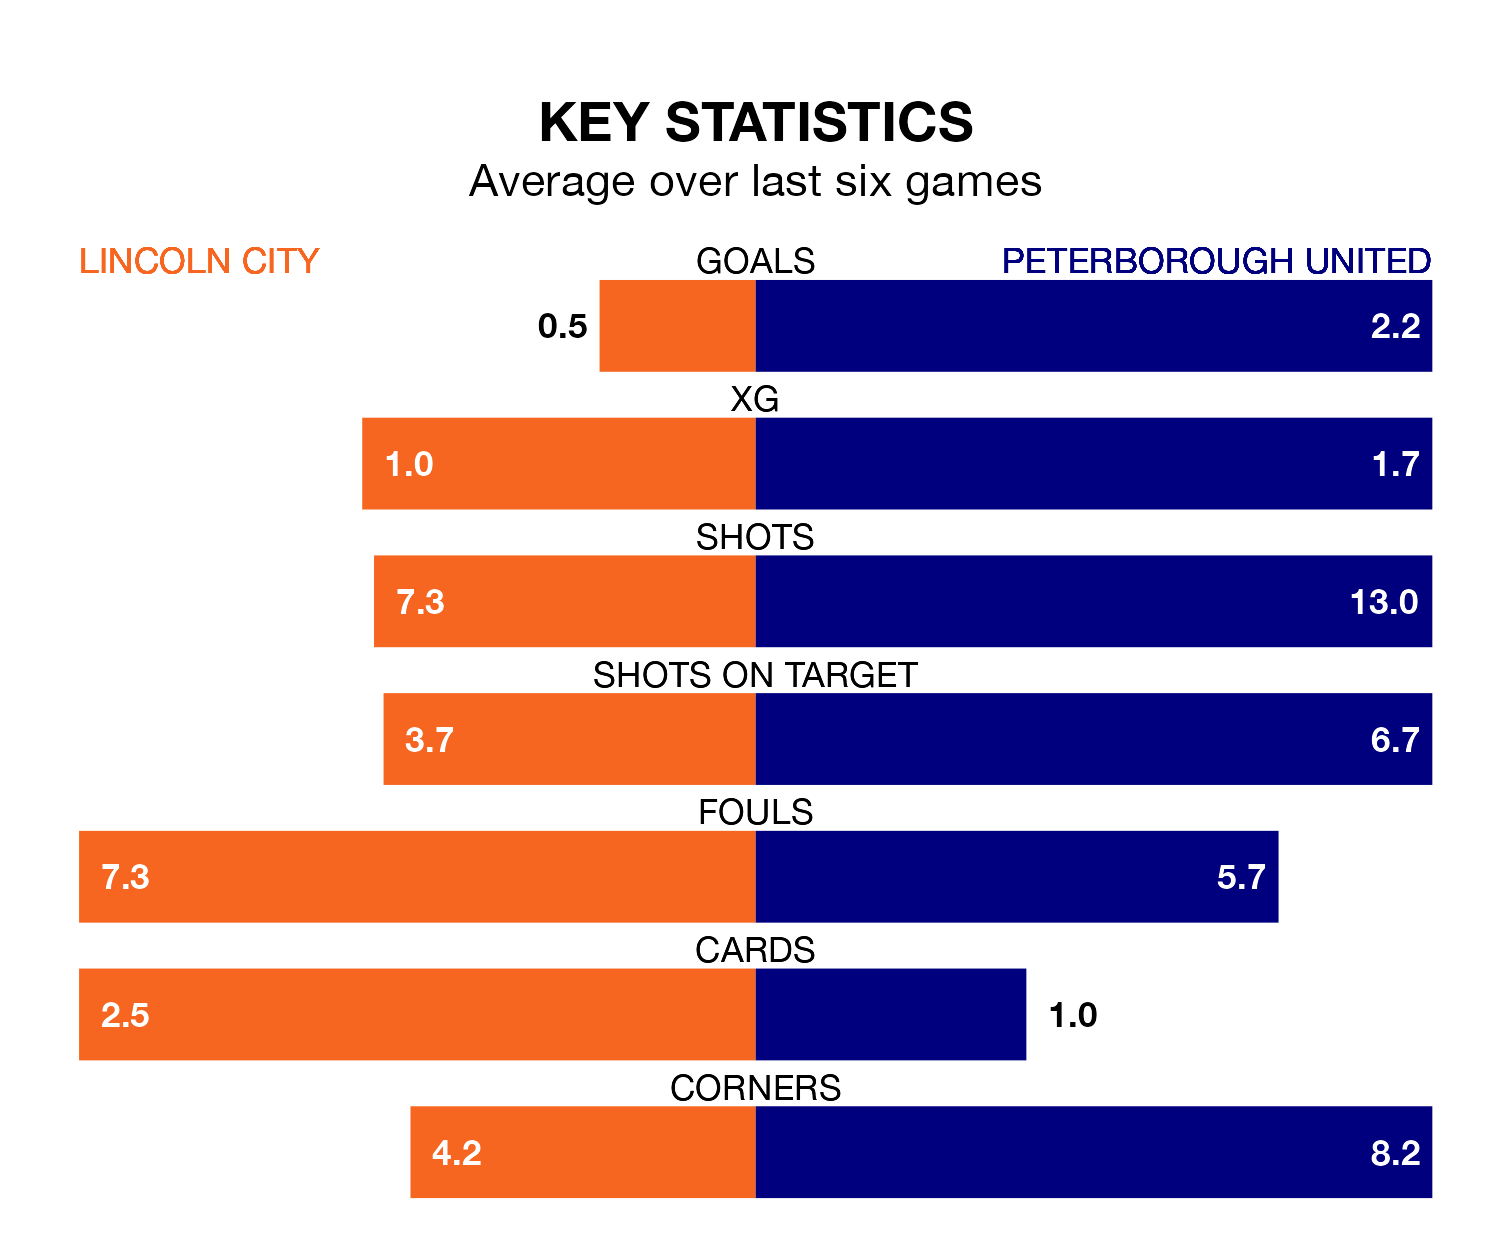 KEY STATISTICS
Average over last six games
LINCOLN CITY GOALS PETERBOROUGH UNITED
0.5 2.2
XG
1.0 1.7
SHOTS
7.3 13.0
SHOTS ON TARGET
3.7 6.7
FOULS
7.3 5.7
CARDS
2.5 1.0
CORNERS
4.2 8.2